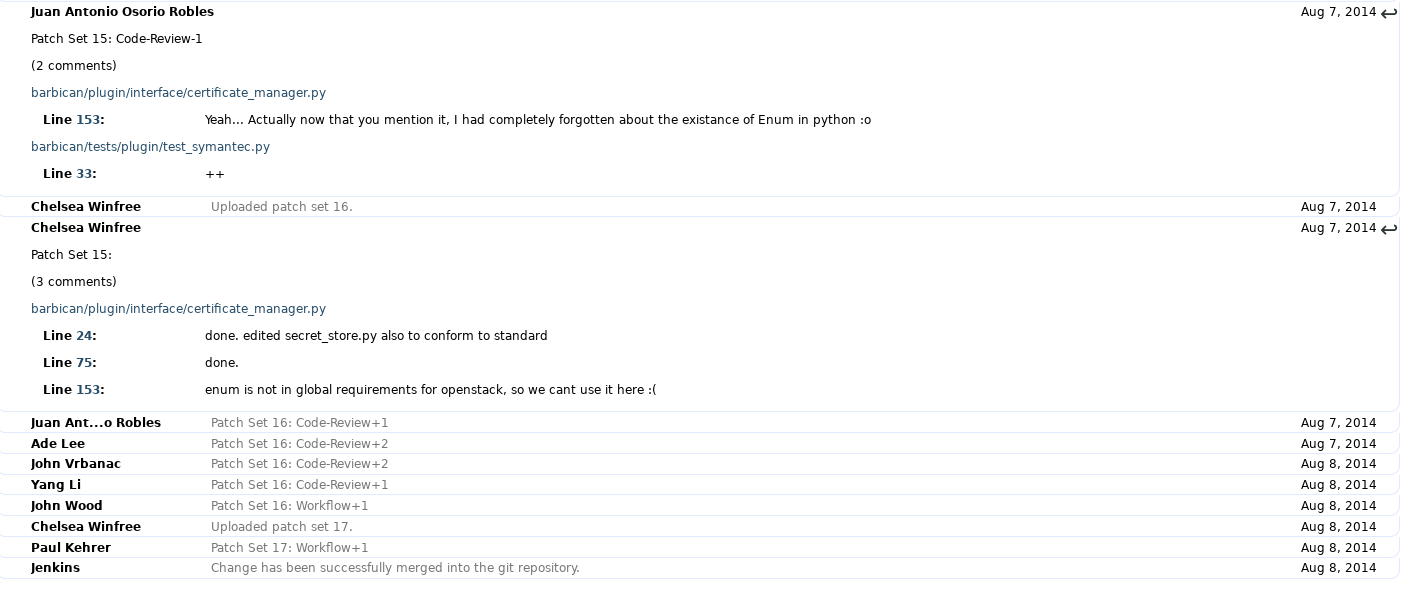 Juan Antonio Osorio Robles Aug 7, 2014
Patch Set 15: Code-Review-1
(2 comments)
barbican/plugin/interface/certificate_manager.py
Line 153: Yeah... Actually now that you mention it, I had completely forgotten about the existance of Enum in python :o
barbican/tests/plugin/test_symantec.py
Line 33: ++
Chelsea Winfree Uploaded patch set 16. Aug 7, 2014
Chelsea Winfree Aug 7, 2014
Patch Set 15:
(3 comments)
barbican/plugin/interface/certificate_manager.py
Line 24: done. edited secret_store.py also to conform to standard
Line 75: done.
Line 153: enum is not in global requirements for openstack, so we cant use it here :(
Juan Ant...o Robles Patch Set 16: Code-Review+1 Aug 7, 2014
Ade Lee Patch Set 16: Code-Review+2 Aug 7, 2014
John Vrbanac Patch Set 16: Code-Review+2 Aug 8, 2014
Yang Li Patch Set 16: Code-Review+1 Aug 8, 2014
John Wood Patch Set 16: Workflow+1 Aug 8, 2014
Chelsea Winfree Uploaded patch set 17. Aug 8, 2014
Paul Kehrer Patch Set 17: Workflow+1 Aug 8, 2014
Jenkins Change has been successfully merged into the git repository. Aug 8, 2014